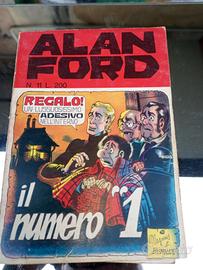 ALAN
FORD
N. 11 L. 200
REGALO!
UN LUSSUOSISSIMO
ADESIVO
NELL'INTERNO
il
numero 1